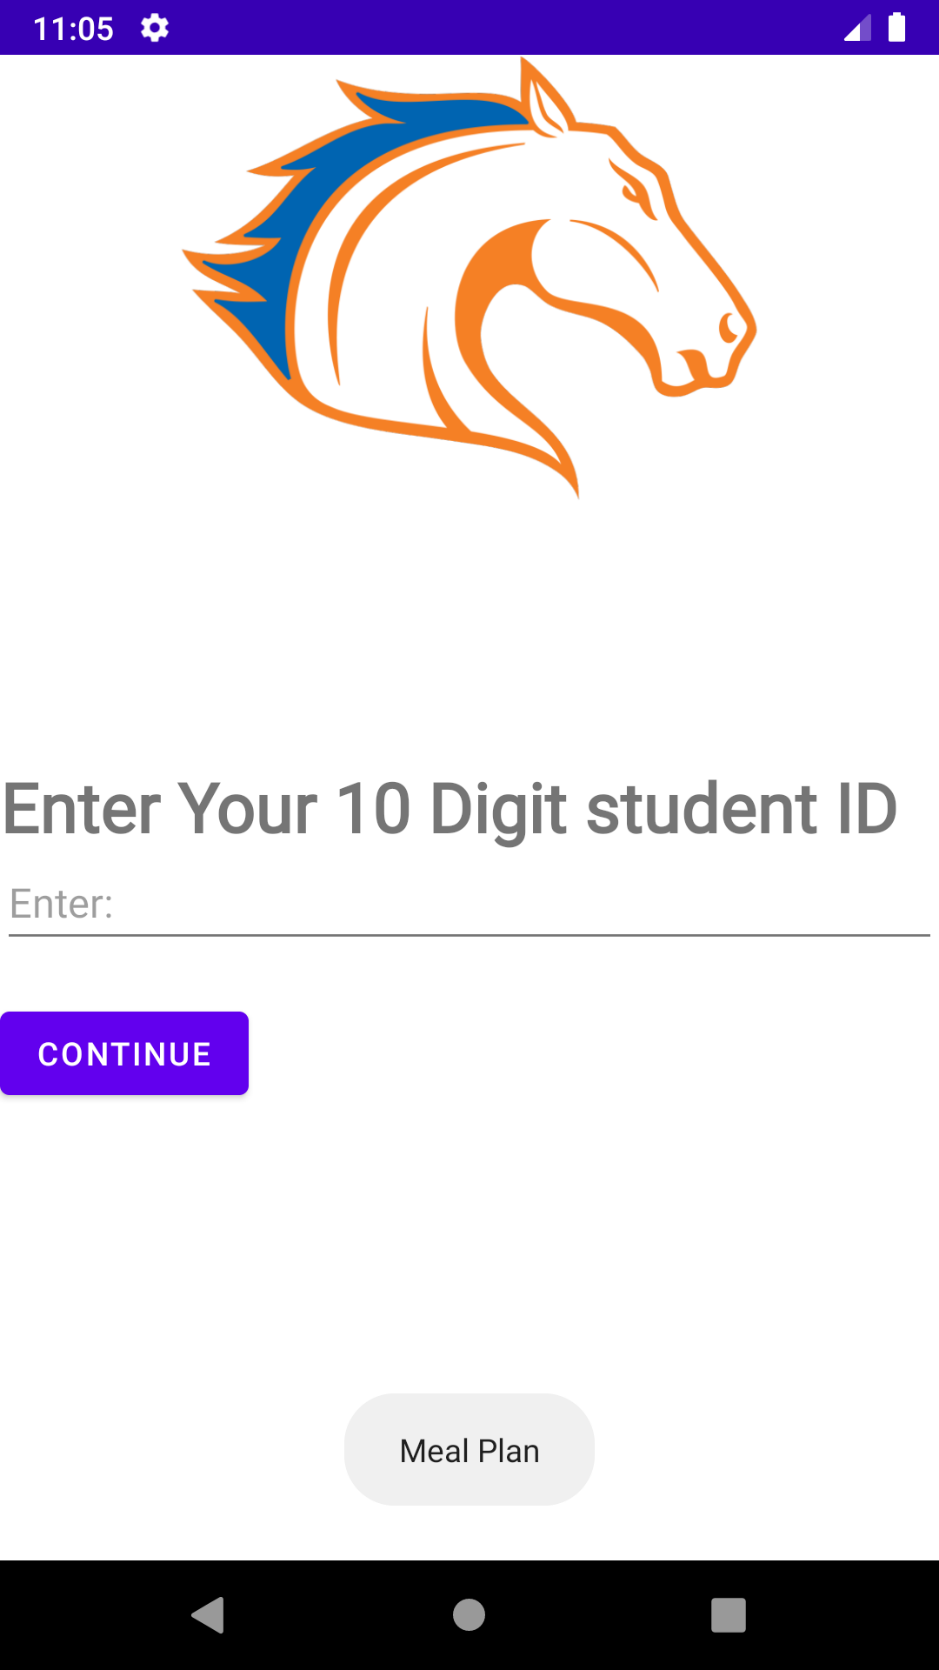 11:05
Enter Your 10 Digit student ID
Enter:
CONTINUE
Meal Plan